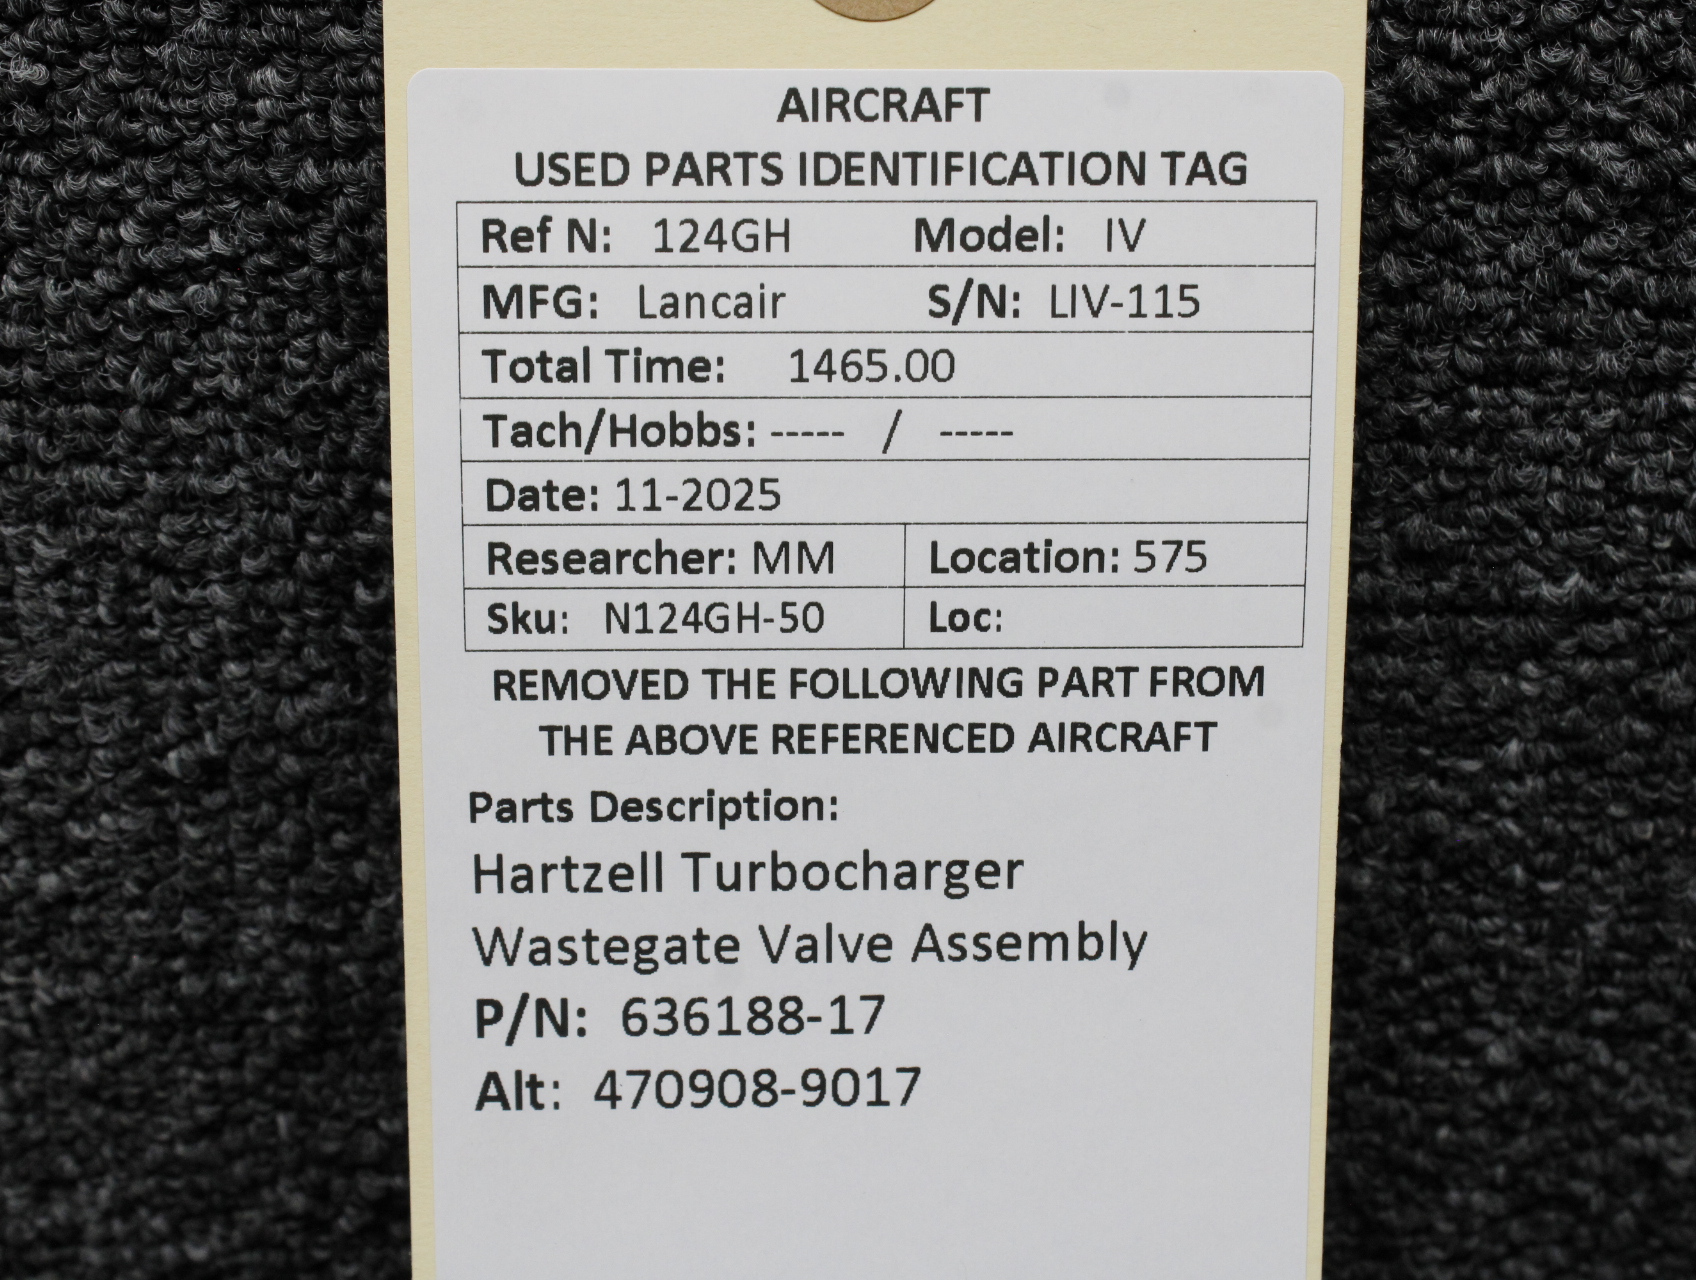 AIRCRAFT
USED PARTS IDENTIFICATION TAG
Ref N: 124GH Model: IV
MFG: Lancair S/N: LIV-115
Total Time: 1465.00
Tach/Hobbs: ----- / -----
Date: 11-2025
Researcher: MM Location: 575
Sku: N124GH-50 Loc:
REMOVED THE FOLLOWING PART FROM
THE ABOVE REFERENCED AIRCRAFT
Parts Description:
Hartzell Turbocharger
Wastegate Valve Assembly
P/N: 636188-17
Alt: 470908-9017